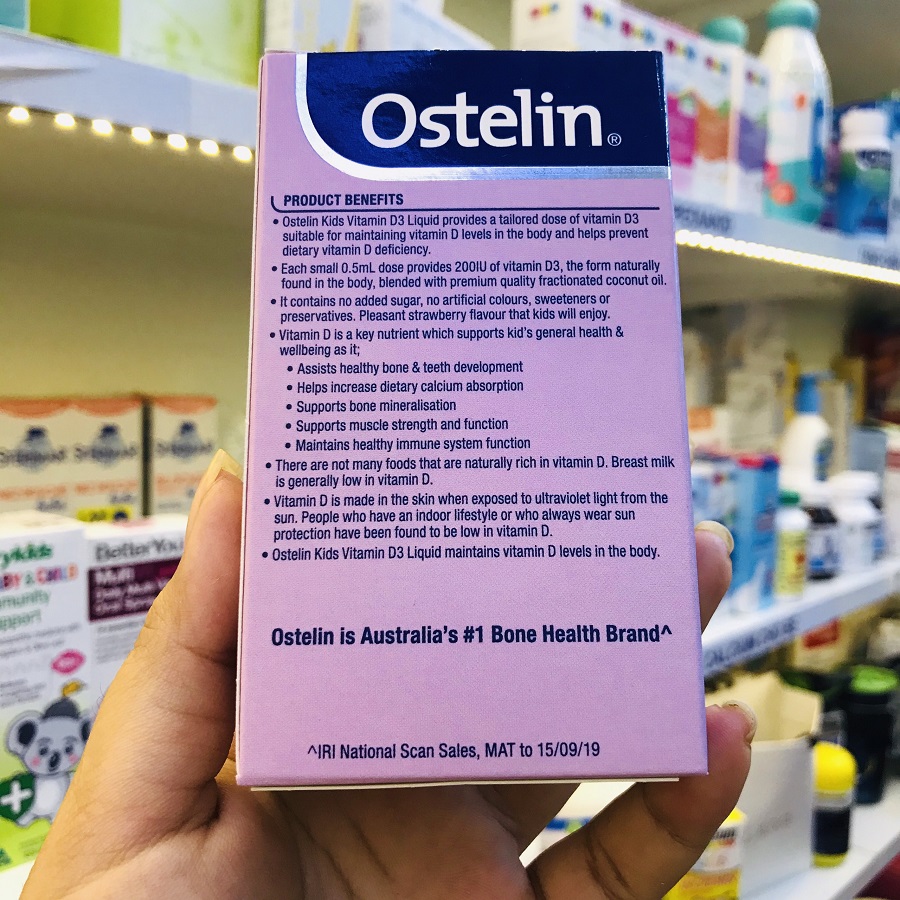 Ostelin®
PRODUCT BENEFITS
• Ostelin Kids Vitamin D3 Liquid provides a tailored dose of vitamin D3
suitable for maintaining vitamin D levels in the body and helps prevent
dietary vitamin D deficiency.
• Each small 0.5mL dose provides 200IU of vitamin D3, the form naturally
found in the body, blended with premium quality fractionated coconut oil.
• It contains no added sugar, no artificial colours, sweeteners or
preservatives. Pleasant strawberry flavour that kids will enjoy.
• Vitamin D is a key nutrient which supports kid's general health &
wellbeing as it;
• Assists healthy bone & teeth development
• Helps increase dietary calcium absorption
• Supports bone mineralisation
• Supports muscle strength and function
• Maintains healthy immune system function
• There are not many foods that are naturally rich in vitamin D. Breast milk
is generally low in vitamin D.
• Vitamin D is made in the skin when exposed to ultraviolet light from the
sun. People who have an indoor lifestyle or who always wear sun
protection have been found to be low in vitamin D.
• Ostelin Kids Vitamin D3 Liquid maintains vitamin D levels in the body.
Ostelin is Australia's #1 Bone Health Brand^
^IRI National Scan Sales, MAT to 15/09/19
BetterYou
Multi